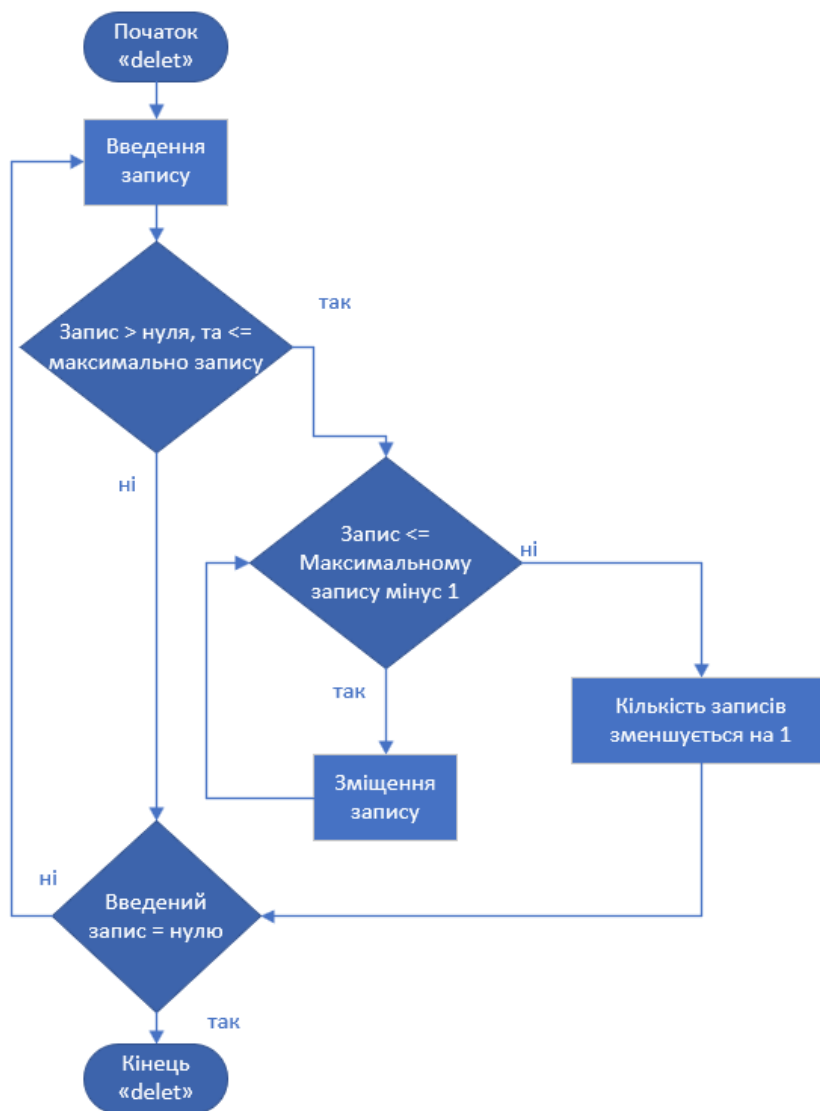 Початок
«delet»
Введення
запису
так
Запис > нуля, та <=
максимально запису
ні
Запис <=
Максимальному
запису мінус 1
ні
так
Кількість записів
зменшується на 1
Зміщення
запису
ні
Введений
запис = нулю
так
Кінець
«delet»